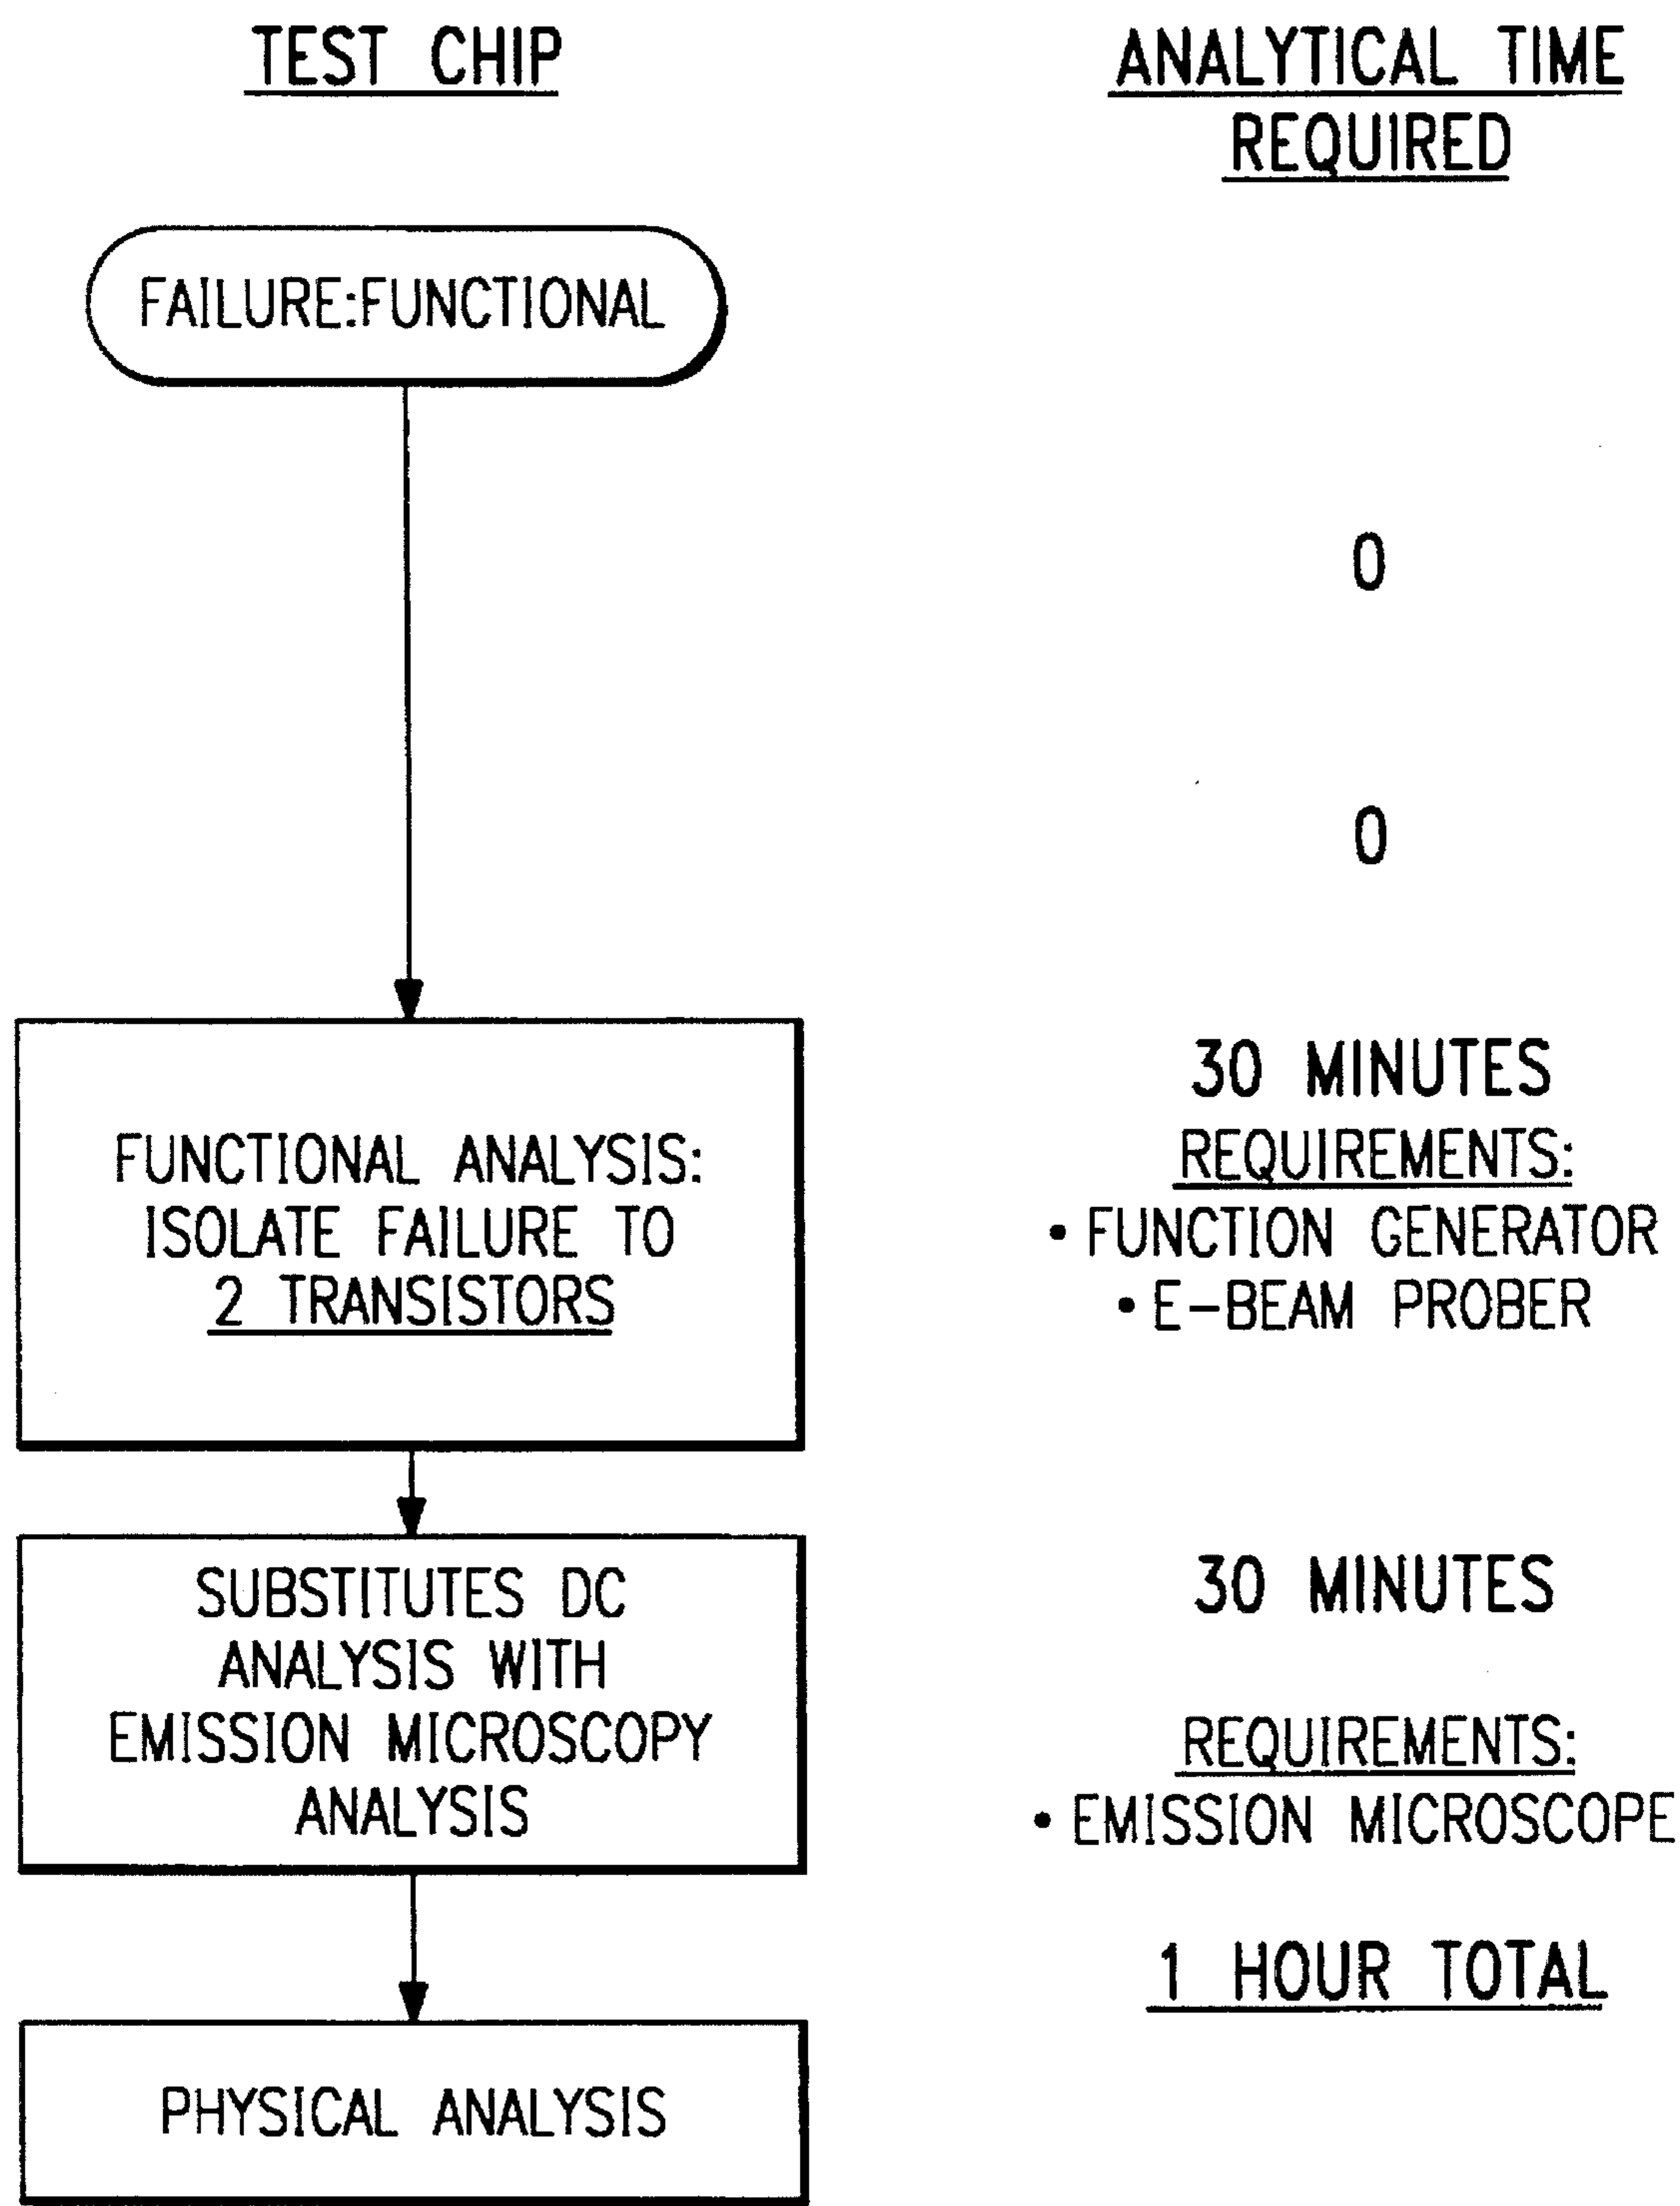 TEST CHIP
ANALYTICAL TIME
REQUIRED
FAILURE:FUNCTIONAL
0
0
FUNCTIONAL ANALYSIS:
ISOLATE FAILURE TO
2 TRANSISTORS
30 MINUTES
REQUIREMENTS:
• FUNCTION GENERATOR
• E-BEAM PROBER
SUBSTITUTES DC
ANALYSIS WITH
EMISSION MICROSCOPY
ANALYSIS
30 MINUTES
REQUIREMENTS:
• EMISSION MICROSCOPE
1 HOUR TOTAL
PHYSICAL ANALYSIS